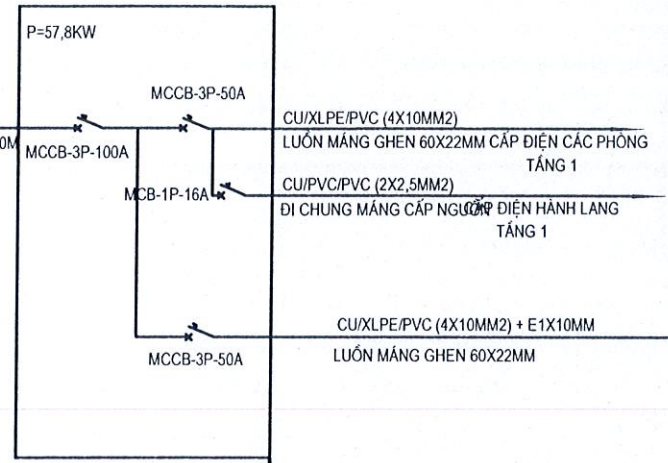 P=57,8KW
MCCB-3P-50A
CU/XLPE/PVC (4X10MM2)
0M
MCCB-3P-100A
LUỒN MÁNG GHEN 60X22MM CẤP ĐIỆN CÁC PHÒNG
TẦNG 1
MCB-1P-16A
CU/PVC/PVC (2X2,5MM2)
ĐI CHUNG MÁNG CẤP NGUỒN
CẤP ĐIỆN HÀNH LANG
TẦNG 1
CU/XLPE/PVC (4X10MM2) + E1X10MM
MCCB-3P-50A
LUỒN MÁNG GHEN 60X22MM